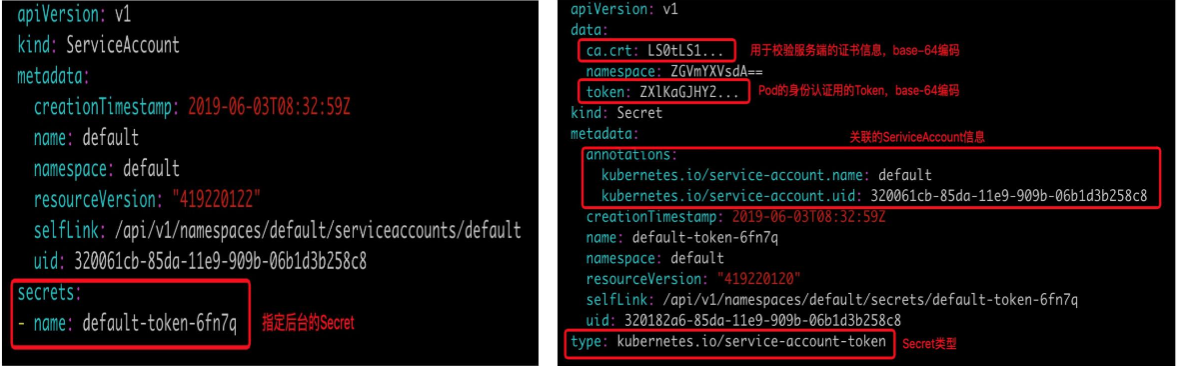 apiVersion: v1
kind: ServiceAccount
metadata:
creationTimestamp: 2019-06-03T08:32:59Z
name: default
namespace: default
resourceVersion: "419220122"
selfLink: /api/v1/namespaces/default/serviceaccounts/default
uid: 320061cb-85da-11e9-909b-06b1d3b258c8
secrets:
- name: default-token-6fn7q 指定后台的Secret
apiVersion: v1
data:
ca.crt: LS0tLS1... 用于校验服务端的证书信息，base-64编码
namespace: ZGVmYXVsdA==
token: ZXlKaGJHY2... Pod的身份认证用的Token，base-64编码
kind: Secret
metadata: 关联的SeriviceAccount信息
annotations:
kubernetes.io/service-account.name: default
kubernetes.io/service-account.uid: 320061cb-85da-11e9-909b-06b1d3b258c8
creationTimestamp: 2019-06-03T08:32:59Z
name: default-token-6fn7q
namespace: default
resourceVersion: "419220120"
selfLink: /api/v1/namespaces/default/secrets/default-token-6fn7q
uid: 320182a6-85da-11e9-909b-06b1d3b258c8
type: kubernetes.io/service-account-token Secret类型